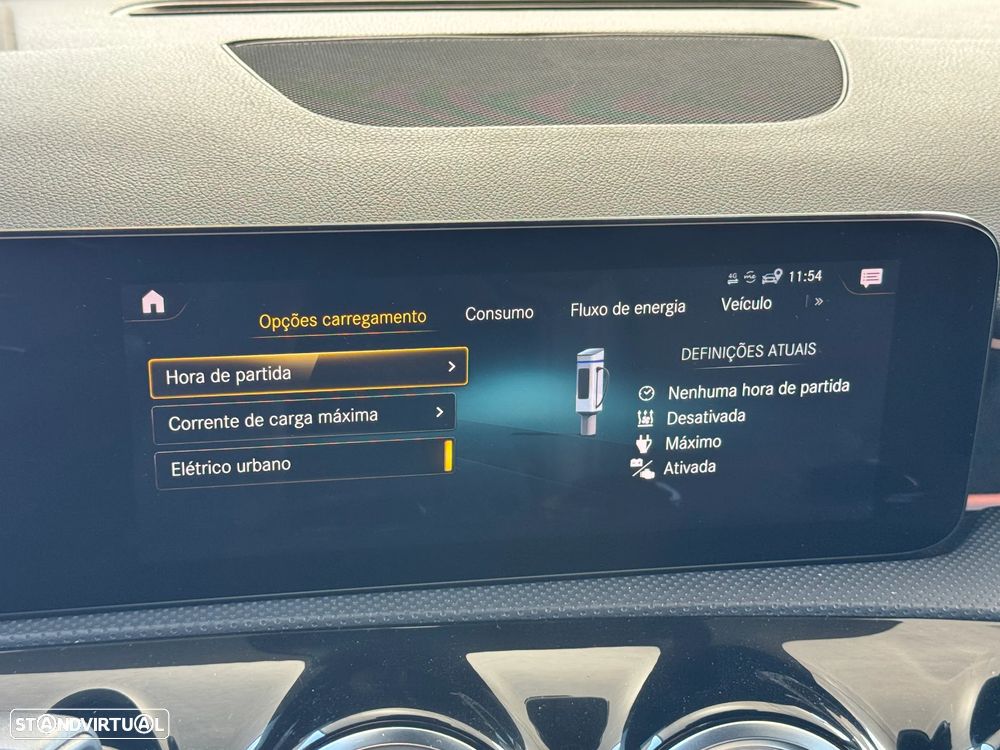 4G
11:54
Opções carregamento
Consumo
Fluxo de energia
Veículo
Hora de partida
Corrente de carga máxima
Elétrico urbano
DEFINIÇÕES ATUAIS
Nenhuma hora de partida
Desativada
Máximo
Ativada
STANDVIRTUAL